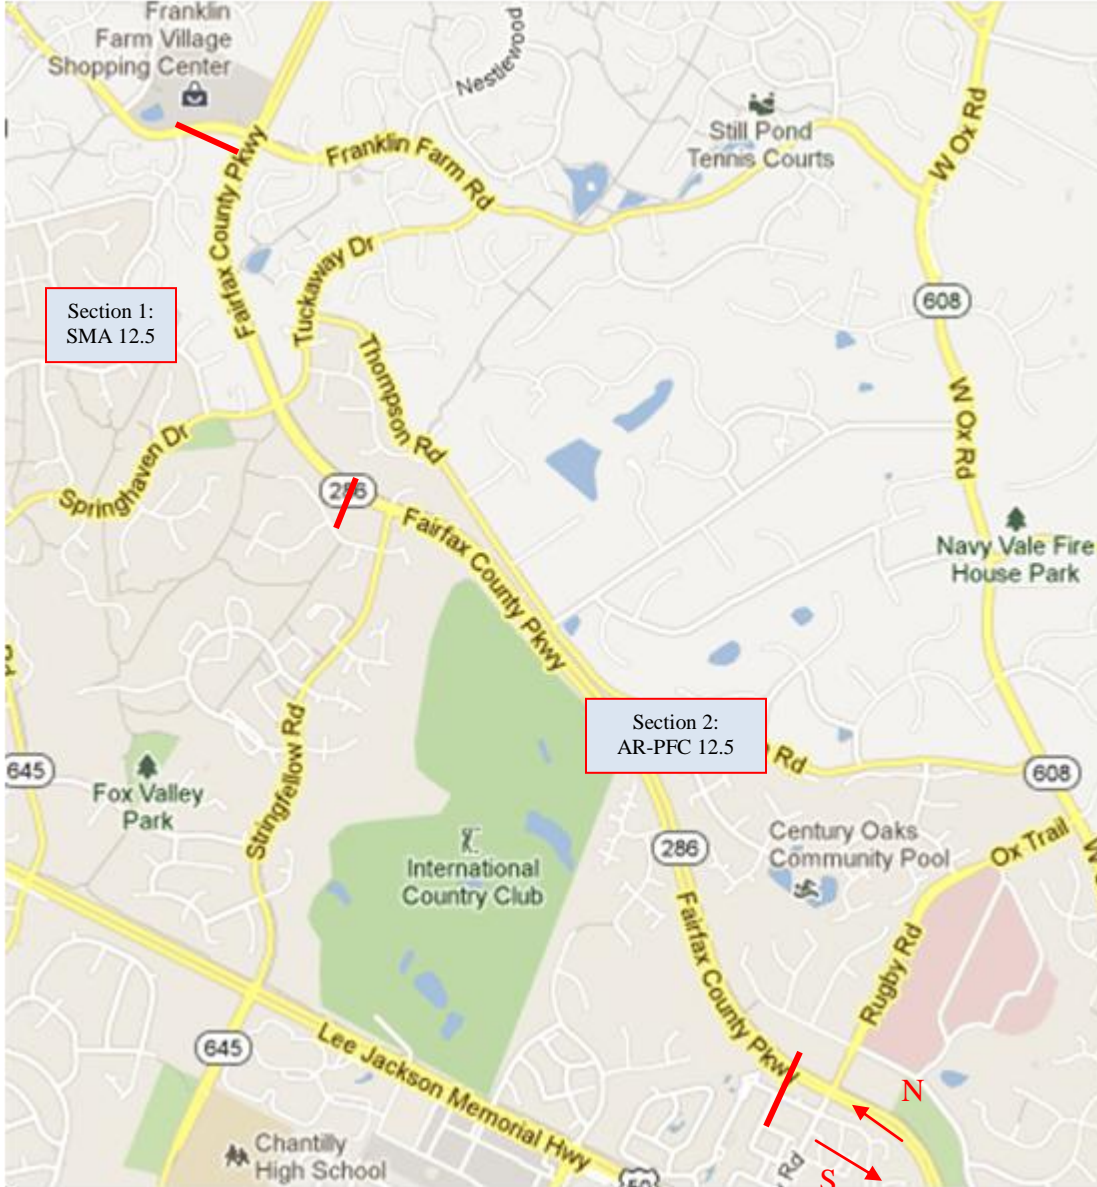 Franklin
Farm Village
Shopping Center
Nestlewood
Still Pond
Tennis Courts
W Ox Rd
Franklin Farm Rd
Fairfax County Pkwy
Tuckaway Dr
608
Section 1:
SMA 12.5
Thompson Rd
W Ox Rd
Springhaven Dr
286
Fairfax County Pkwy
Navy Vale Fire
House Park
Section 2:
AR-PFC 12.5
Rd
645
608
Fox Valley
Park
Stringfellow Rd
286
Century Oaks
Community Pool
Ox Trail
W
International
Country Club
Fairfax County Pkwy
Rugby Rd
645
Lee Jackson Memorial Hwy
N
Chantilly
High School
Rd
S
50